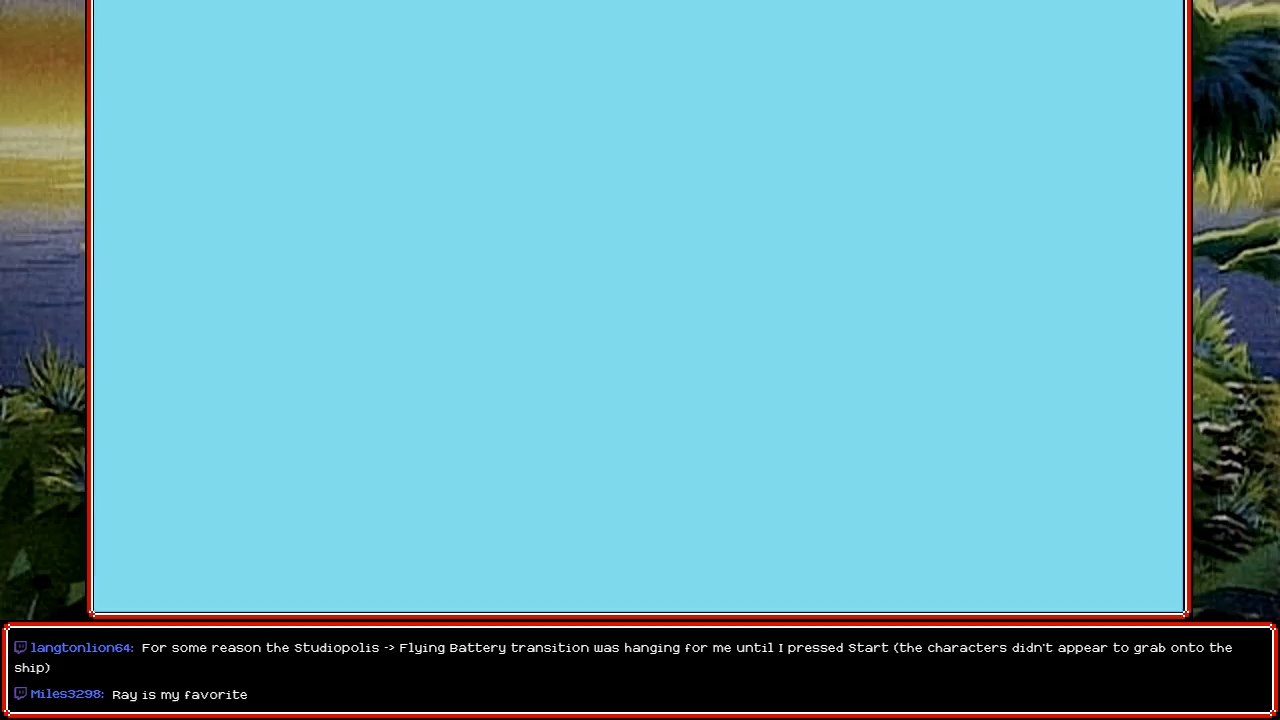 langtonlion64: For some reason the Studiopolis -> Flying Battery transition was hanging for me until I pressed Start (the characters didn't appear to grab onto the
ship)
Miles3298: Ray is my favorite